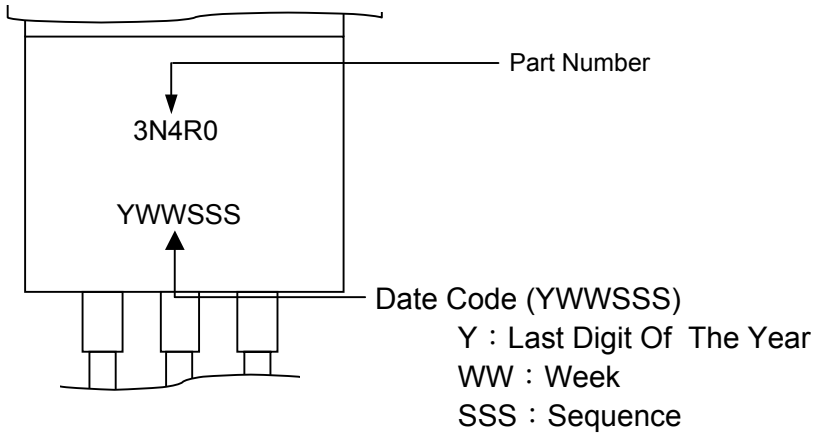 Part Number
3N4R0
YWWSSS
Date Code (YWWSSS)
Y：Last Digit Of The Year
WW：Week
SSS：Sequence